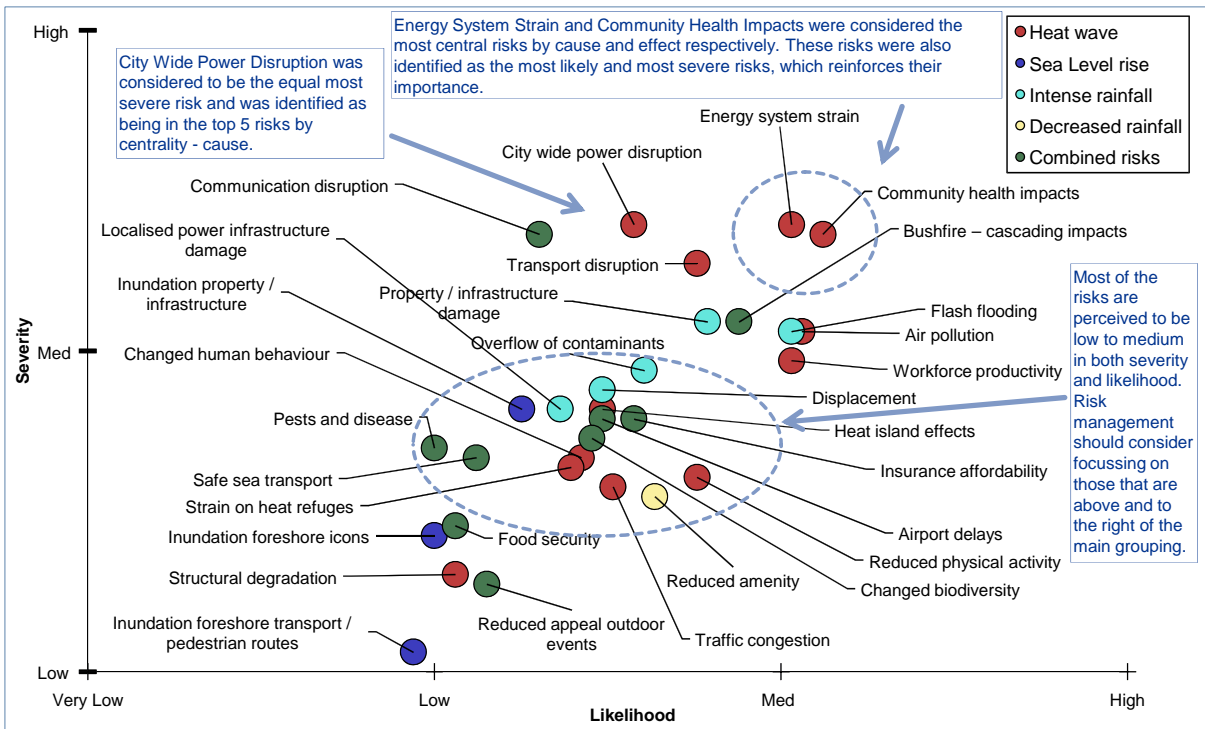 High
Energy System Strain and Community Health Impacts were considered the
most central risks by cause and effect respectively. These risks were also
identified as the most likely and most severe risks, which reinforces their
importance.
City Wide Power Disruption was
considered to be the equal most
severe risk and was identified as
being in the top 5 risks by
centrality - cause.
Heat wave
Sea Level rise
Intense rainfall
Decreased rainfall
Combined risks
Energy system strain
City wide power disruption
Communication disruption
Community health impacts
Localised power infrastructure
damage
Bushfire – cascading impacts
Transport disruption
Inundation property /
infrastructure
Property / infrastructure
damage
Most of the
risks are
perceived to be
low to medium
in both severity
and likelihood.
Risk
management
should consider
focussing on
those that are
above and to
the right of the
main grouping.
Flash flooding
Air pollution
Severity
Med
Changed human behaviour
Overflow of contaminants
Workforce productivity
Displacement
Pests and disease
Heat island effects
Insurance affordability
Safe sea transport
Strain on heat refuges
Inundation foreshore icons
Food security
Airport delays
Reduced physical activity
Structural degradation
Reduced amenity
Changed biodiversity
Inundation foreshore transport /
pedestrian routes
Reduced appeal outdoor
events
Traffic congestion
Low
Very Low
Low
Med
High
Likelihood